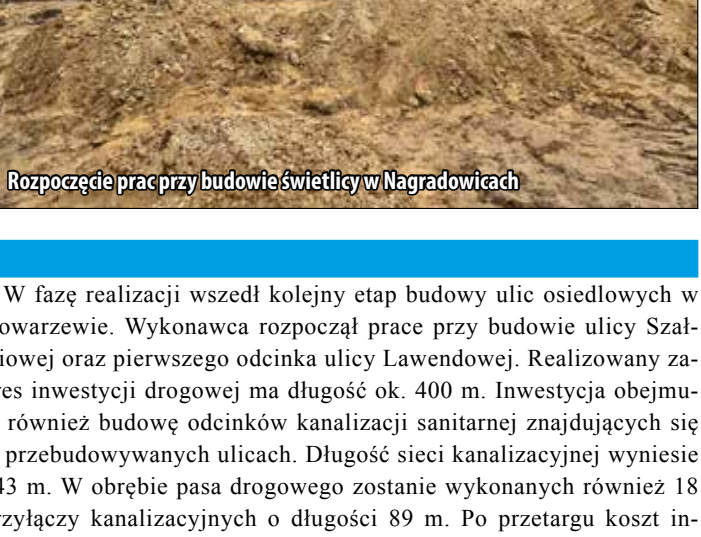 Rozpoczęcie prac przy budowie świetlicy w Nagradowicach
W fazę realizacji wszedł kolejny etap budowy ulic osiedlowych w
owarzewie. Wykonawca rozpoczął prace przy budowie ulicy Szał-
iowej oraz pierwszego odcinka ulicy Lawendowej. Realizowany za-
res inwestycji drogowej ma długość ok. 400 m. Inwestycja obejmu-
również budowę odcinków kanalizacji sanitarnej znajdujących się
przebudowywanych ulicach. Długość sieci kanalizacyjnej wyniesie
43 m. W obrębie pasa drogowego zostanie wykonanych również 18
rzyłączy kanalizacyjnych o długości 89 m. Po przetargu koszt in-